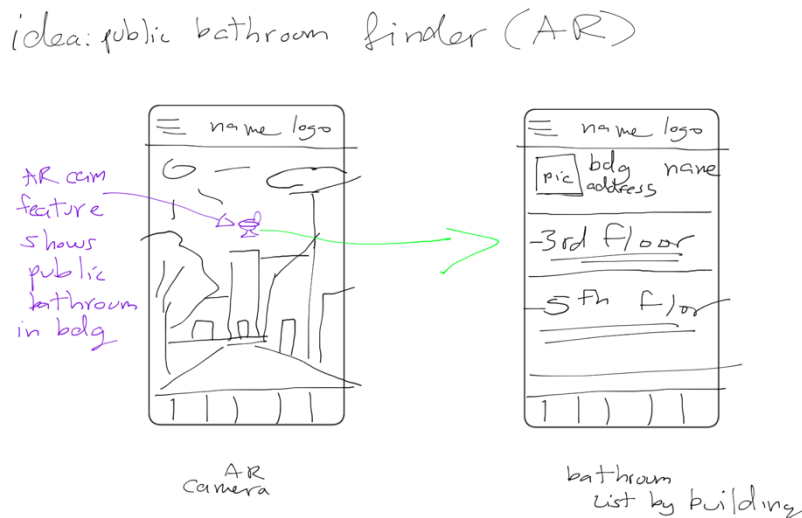 idea: public bathroom finder (AR)
name logo
AR cam
feature
shows
public
bathroom
in bdg
AR
camera
name logo
pic
bdg name
address
3rd floor
5th floor
bathroom
list by building